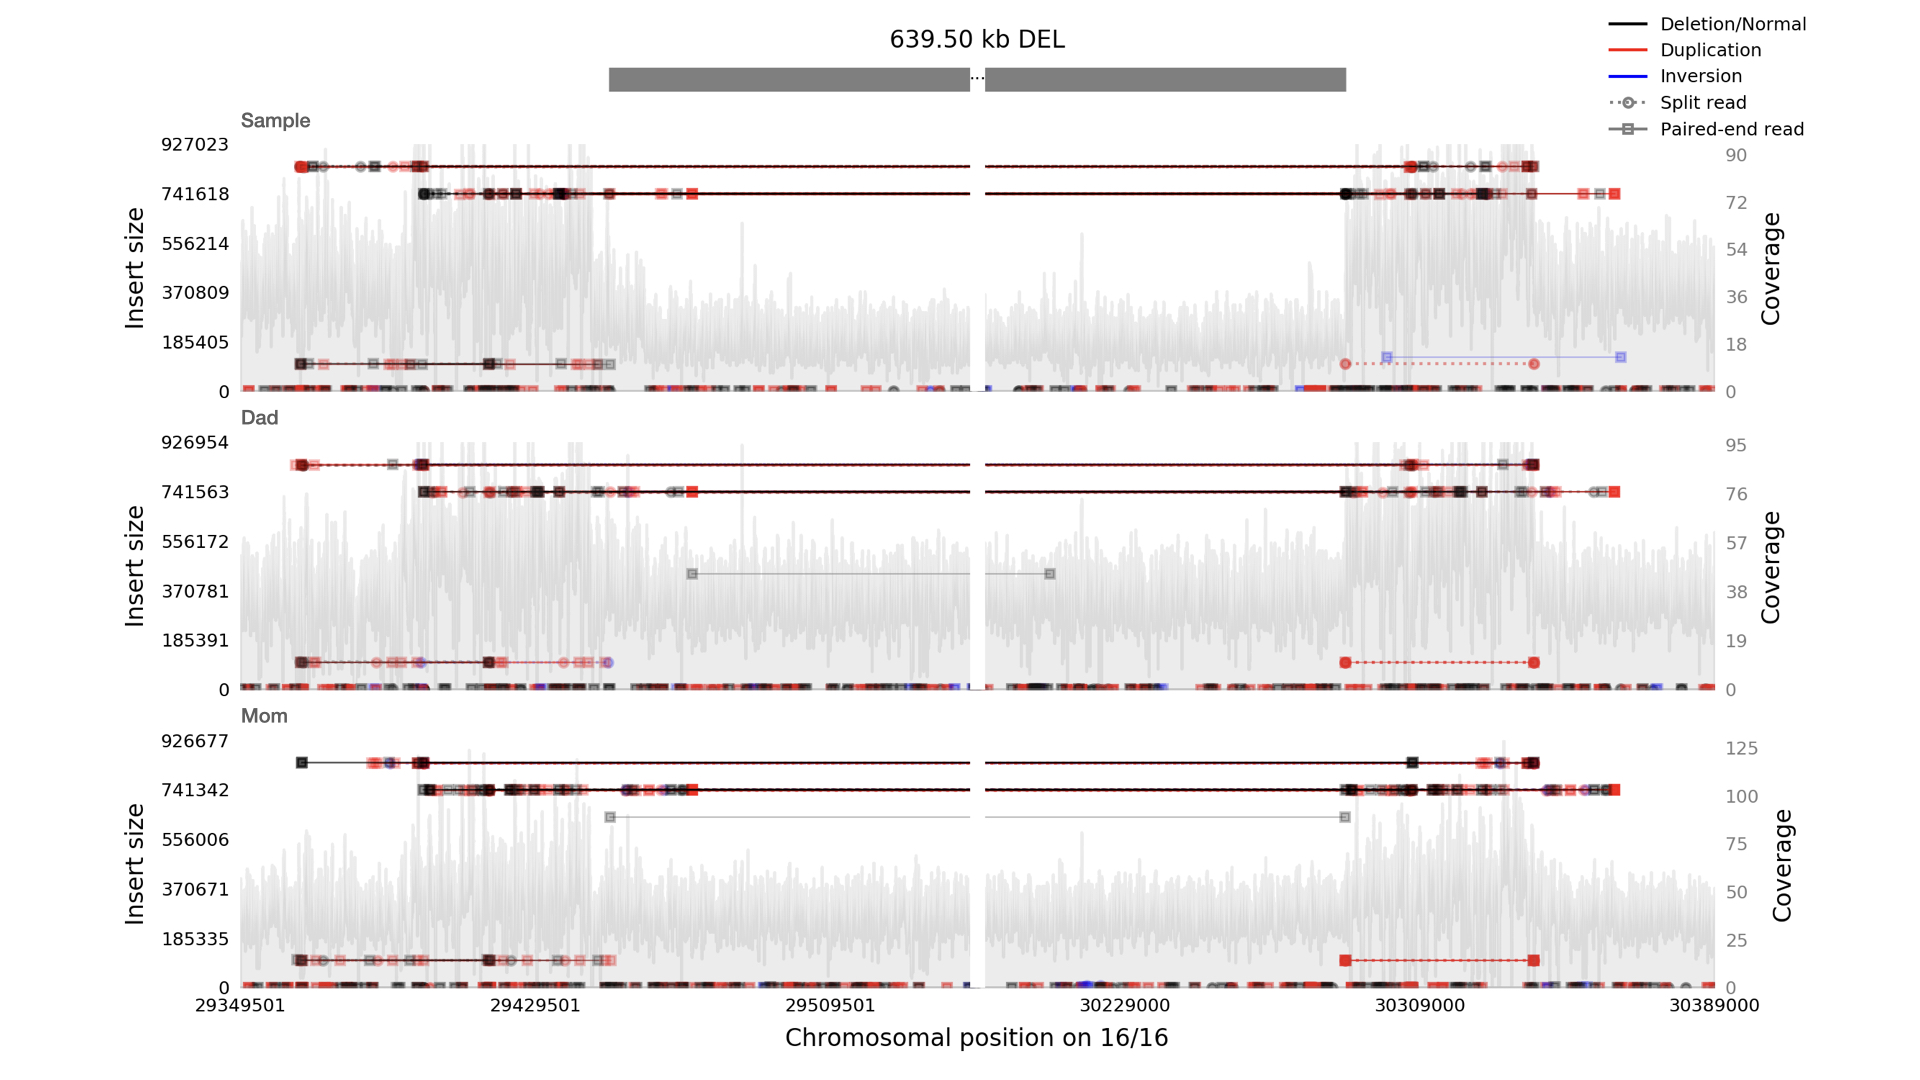 639.50 kb DEL
...
Deletion/Normal
Duplication
Inversion
Split read
Paired-end read
Sample
927023
741618
556214
370809
185405
0
Insert size
90
72
54
36
18
0
Coverage
Dad
926954
741563
556172
370781
185391
0
Insert size
95
76
57
38
19
0
Coverage
Mom
926677
741342
556006
370671
185335
0
Insert size
125
100
75
50
25
0
Coverage
29349501 29429501 29509501 30229000 30309000 30389000
Chromosomal position on 16/16